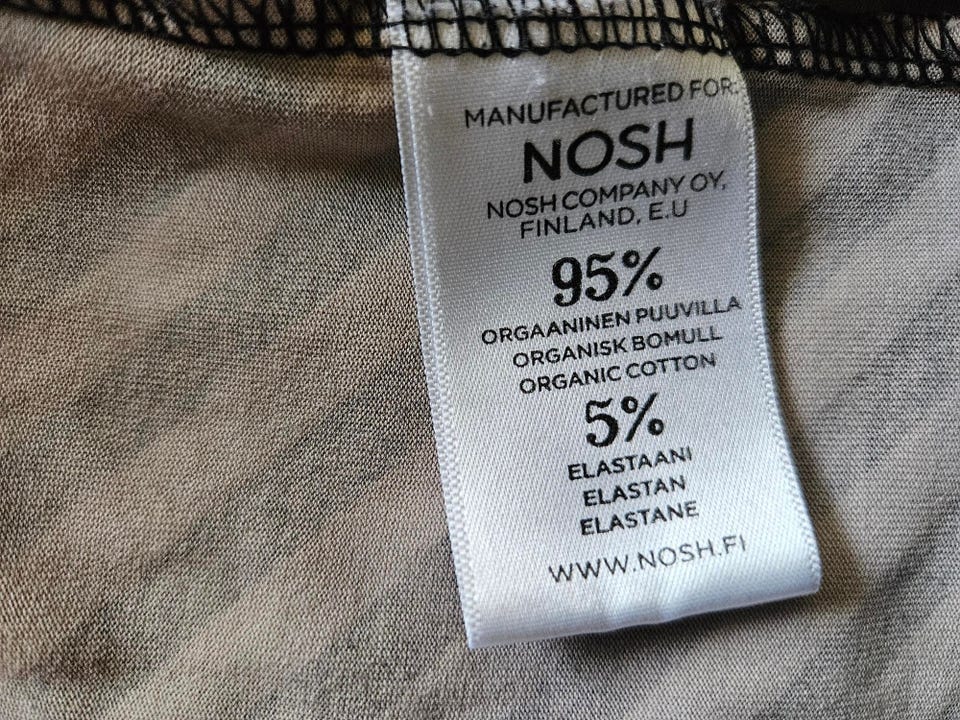 MANUFACTURED FOR:
NOSH
NOSH COMPANY OY,
FINLAND, E.U
95%
ORGAANINEN PUUVILLA
ORGANISK BOMULL
ORGANIC COTTON
5%
ELASTAANI
ELASTAN
ELASTANE
WWW.NOSH.FI